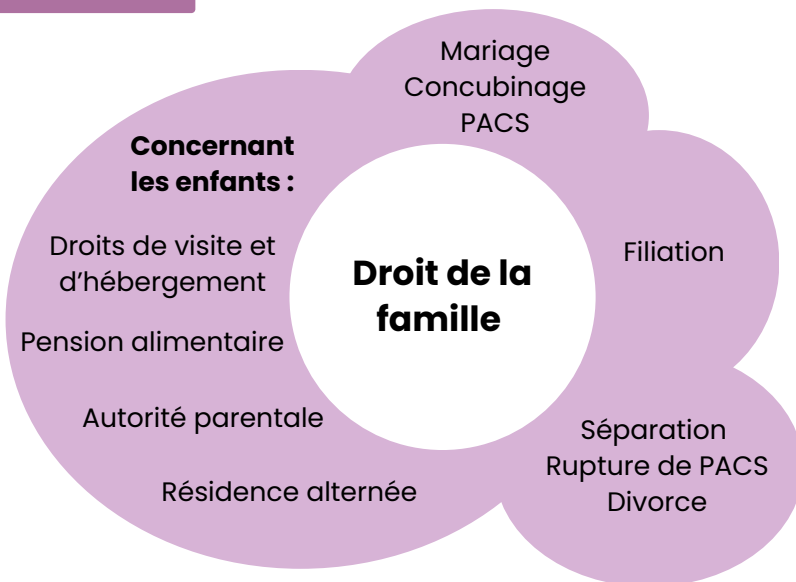 Mariage
Concubinage
PACS
Concernant
les enfants :
Droits de visite et
d’hébergement
Pension alimentaire
Autorité parentale
Résidence alternée
Droit de la
famille
Filiation
Séparation
Rupture de PACS
Divorce